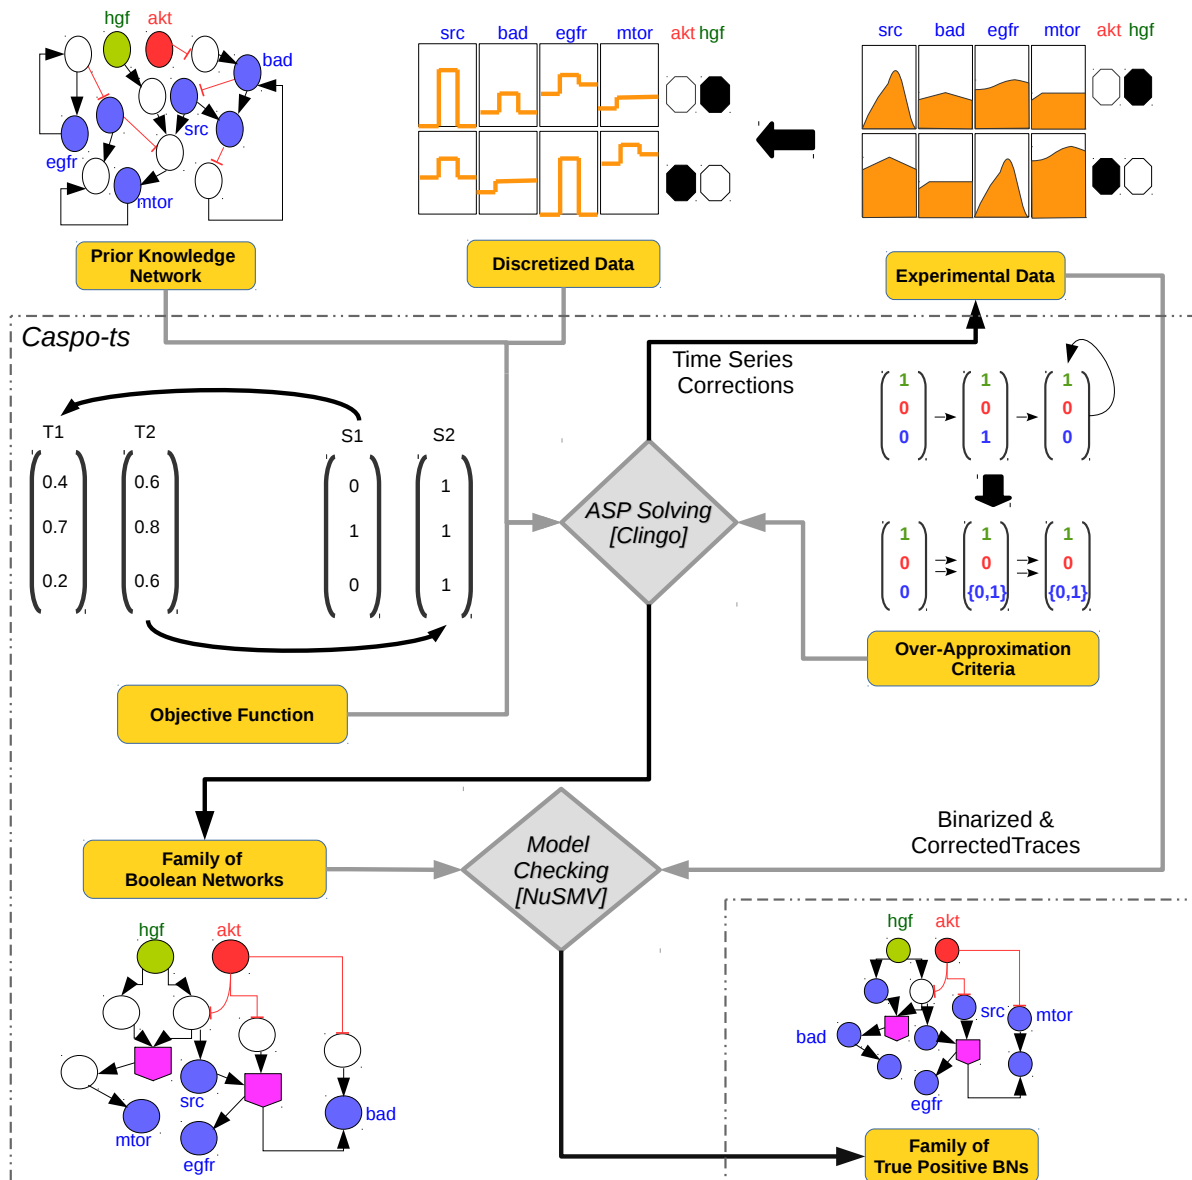 hgf akt
bad
src
egfr
mtor
Prior Knowledge
Network
src bad egfr mtor akt hgf
Discretized Data
src bad egfr mtor akt hgf
Experimental Data
Caspo-ts
Time Series
Corrections
T1 T2 S1 S2
0.4 0.6 0 1
0.7 0.8 1 1
0.2 0.6 0 1
Objective Function
ASP Solving
[Clingo]
1 1 1
0 0 0
0 1 0
1 1 1
0 0 0
0 {0,1} {0,1}
Over-Approximation
Criteria
Family of
Boolean Networks
Model
Checking
[NuSMV]
Binarized &
CorrectedTraces
hgf akt
src
bad
mtor
egfr
hgf akt
src mtor
bad
egfr
Family of
True Positive BNs